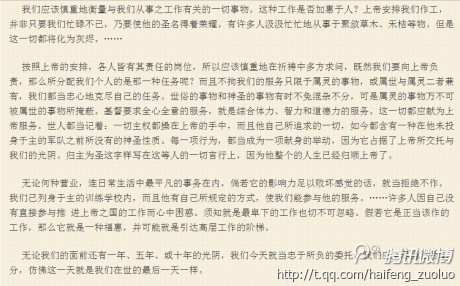 我们应该慎重地衡量与我们从事之工作有关的一切事物。这种工作是否加惠于人？上帝安排我们作工，
并非只要我们忙碌不已，乃要使他的圣名得着荣耀。有许多人汲汲忙忙地从事于聚敛草木、禾秸等物。但是
这一切都将化为灰烬。……
按照上帝的安排，各人皆有其责任的岗位，所以应该慎重地在祈祷中多方求问，既然我们要向上帝负
责，那么所分配我们个人的是那一种任务呢？而且不拘我们的服务只限于属灵的事物，或属世与属灵二者兼
有，我们都当忠心地克尽自己的任务。世俗的事物和神圣的事物有时不免混杂不分，可是属灵的事物万不可
被属世的事物所掩蔽。基督要求全心全意的服务，就是综合体力、智力和道德力的服务。这一切都应献为上
帝服务。世人都当记着：一切主权都操在上帝的手中，而且他自己所追求的一切，如今都含有一种在他未投
身于主的军队之前所没有的神圣性质。每一项行为，都当成为一项献身的举动，因为它占据了上帝所交托与
我们的光阴。归主为圣这字样写在这等人的一切言行上，因为他整个的人生已经归顺上帝了。
无论何种营业，连日常生活中最平凡的事务在内，倘若它的影响力足以败坏感觉的话，就当拒绝不作。
我们已列身于主的训练学校内，而且他有自己所规定的方式，使我们能参与他的服务。……许多人因自己没
有直接参与推 进上帝之国的工作而心中困惑。须知就是最卑下的工作也切不可忽略。假若它是正当该作的
工作，那么它就是一种福惠，并可能就是引达高层工作的阶梯。
无论我们的面前还有一年、五年、或十年的光阴，我们今天就当忠于所负的委托。我们
分，仿佛这一天就是我们在世的最后一天一样。
腾讯微博
http://t.qq.com/haifeng_zuoluo